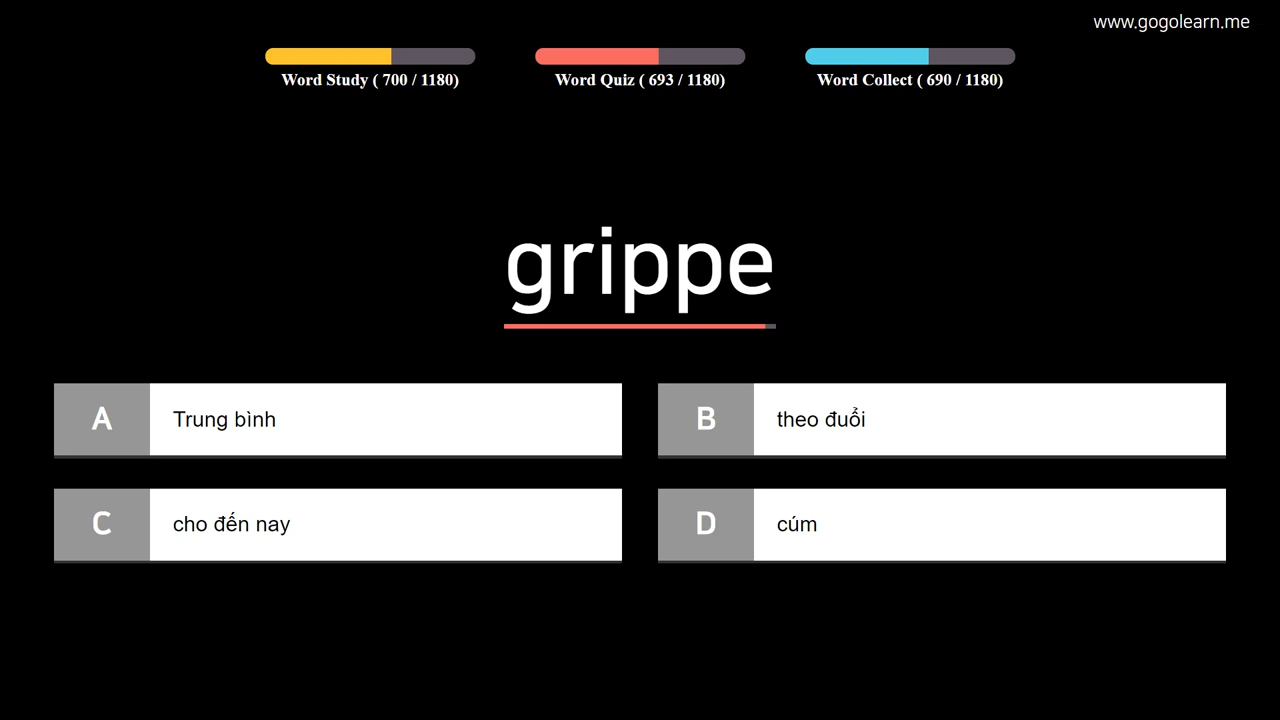 www.gogolearn.me
Word Study ( 700 / 1180)
Word Quiz ( 693 / 1180)
Word Collect ( 690 / 1180)
grippe
A Trung bình
B theo đuổi
C cho đến nay
D cúm